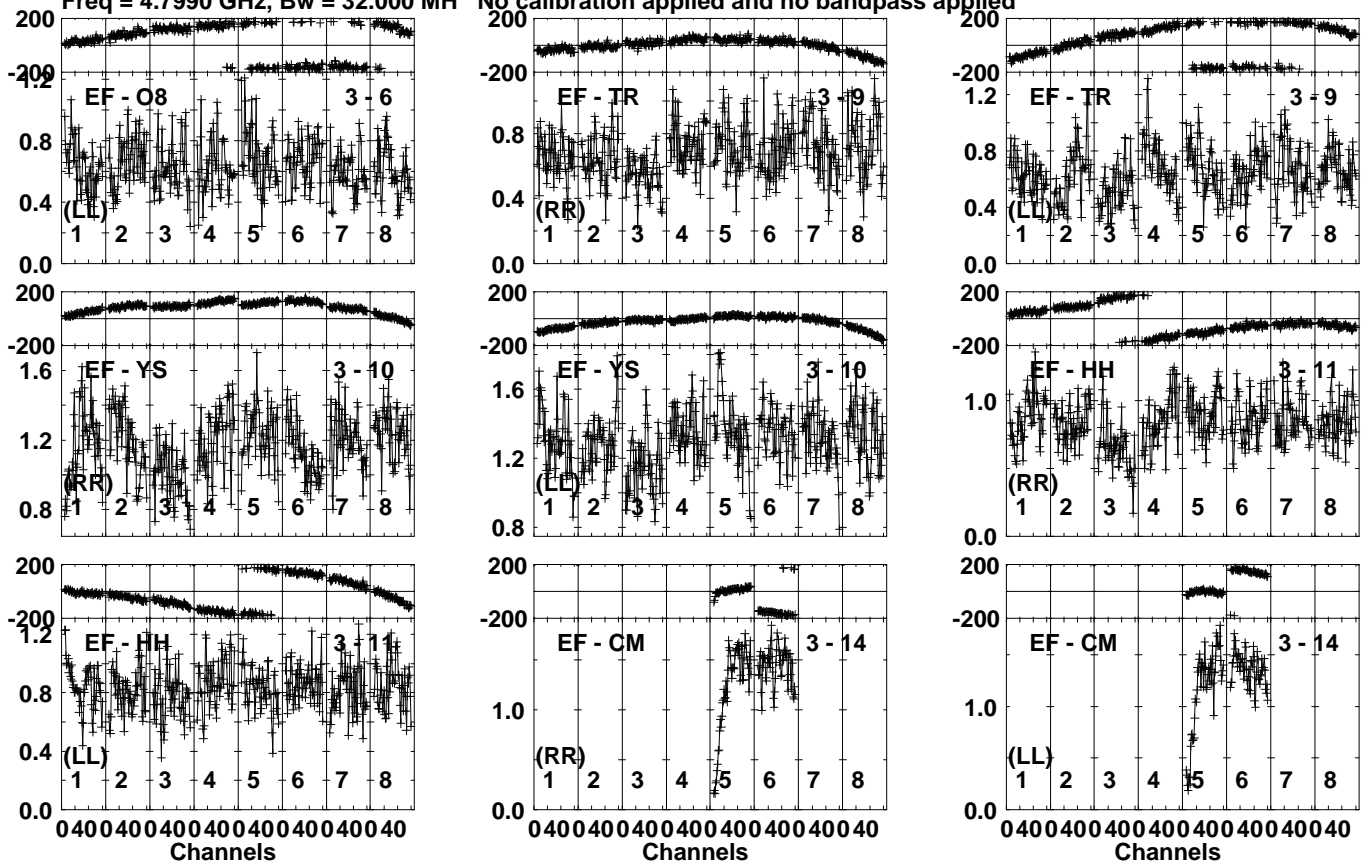 Freq = 4.7990 GHz, Bw = 32.000 MH No calibration applied and no bandpass applied
200 200 200
-200 -200 -200
1.2 EF - O8 3 - 6 EF - TR 3 - 9 1.2 EF - TR 3 - 9
0.8 0.8 0.8
0.4 0.4 0.4
(LL) (RR) (LL)
1 2 3 4 5 6 7 8 1 2 3 4 5 6 7 8 1 2 3 4 5 6 7 8
0.0 0.0 0.0
200 200 200
-200 -200 -200
1.6 EF - YS 3 - 10 1.6 EF - YS 3 - 10 EF - HH 3 - 11
1.2 1.2 1.0
(RR) (LL) (RR)
1 2 3 4 5 6 7 8 1 2 3 4 5 6 7 8 1 2 3 4 5 6 7 8
0.8 0.8 0.0
200 200 200
-200 -200 -200
1.2 EF - HH 3 - 11 EF - CM 3 - 14 EF - CM 3 - 14
0.8 1.0 1.0
0.4
(LL) (RR) (LL)
1 2 3 4 5 6 7 8 1 2 3 4 5 6 7 8 1 2 3 4 5 6 7 8
0.0 0.0 0.0
0 40 0 40 0 40 0 40 0 40 0 40 0 40 0 40 0 40 0 40 0 40 0 40 0 40 0 40 0 40 0 40 0 40 0 40 0 40 0 40 0 40 0 40 0 40 0 40
Channels Channels Channels